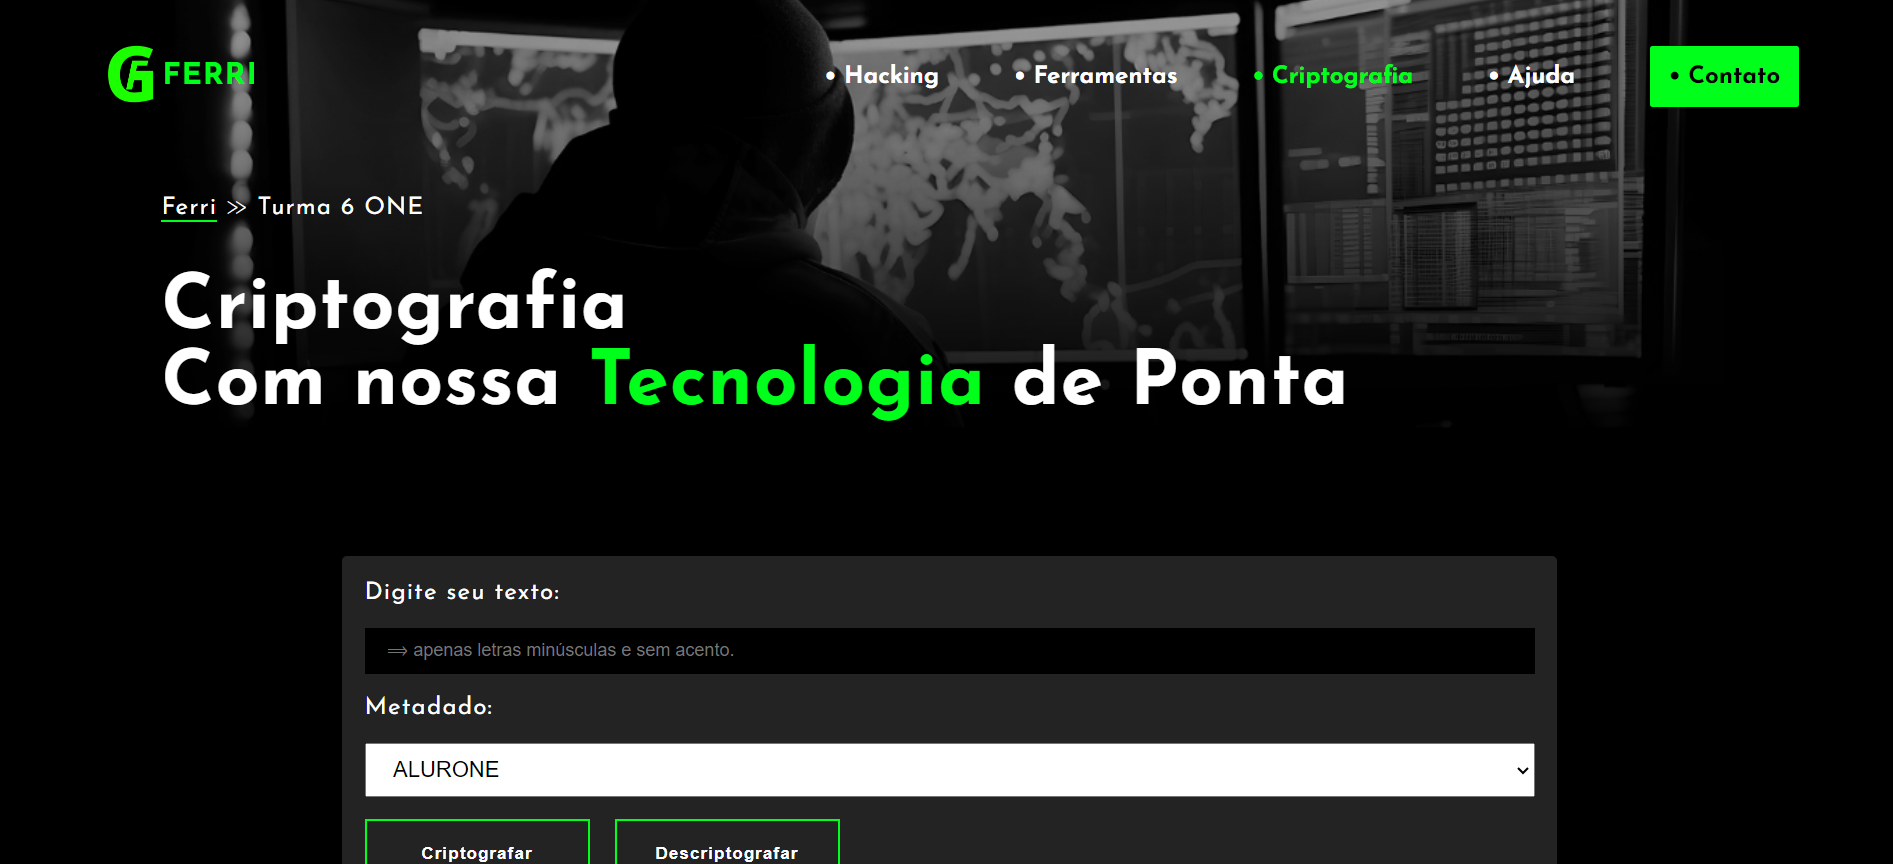 FERRI
• Hacking
• Ferramentas
• Criptografia
• Ajuda
• Contato
Ferri >> Turma 6 ONE
Criptografia
Com nossa Tecnologia de Ponta
Digite seu texto:
⟹ apenas letras minúsculas e sem acento.
Metadado:
ALURONE
Criptografar
Descriptografar